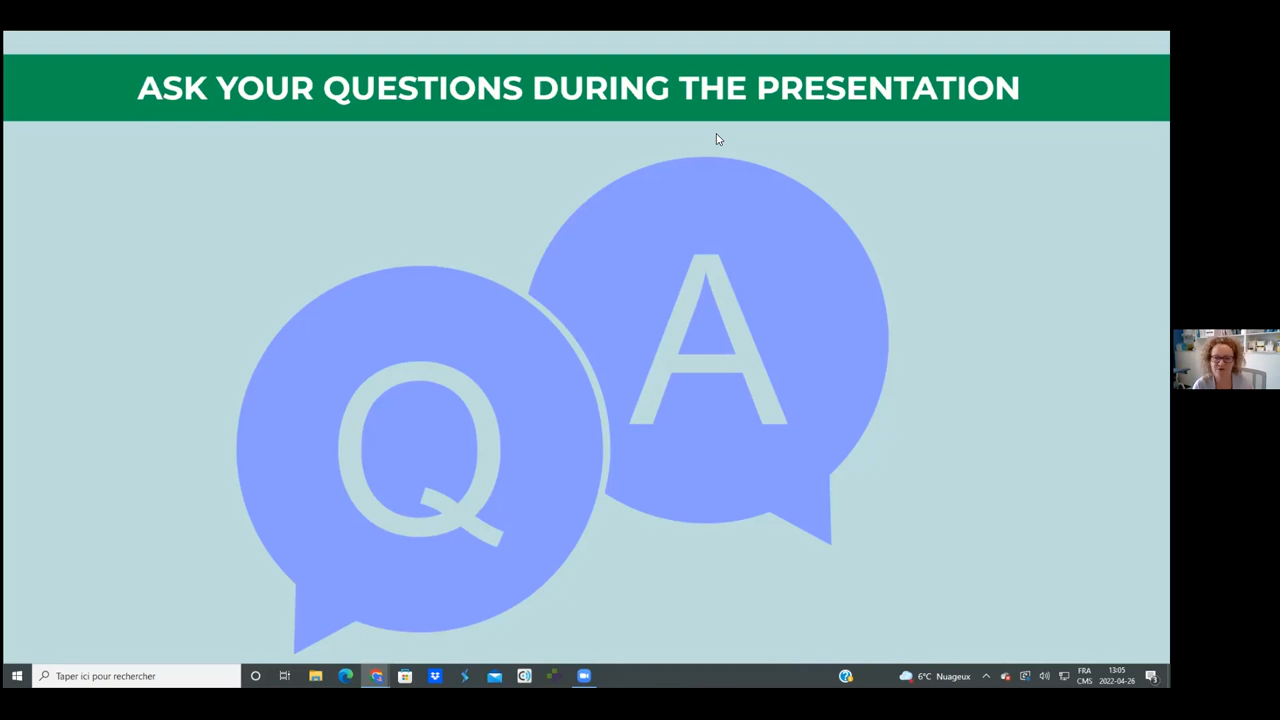 ASK YOUR QUESTIONS DURING THE PRESENTATION
A
Q
Taper ici pour rechercher
6°C Nuageux
FRA
CMS
13:05
2022-04-26
3